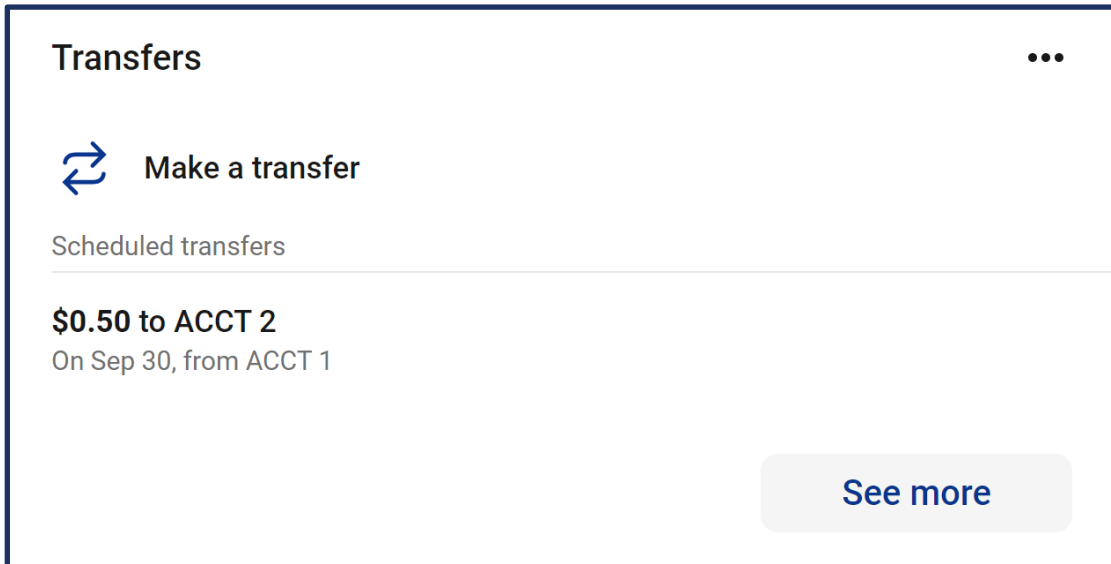 Transfers
Make a transfer
Scheduled transfers
$0.50 to ACCT 2
On Sep 30, from ACCT 1
See more